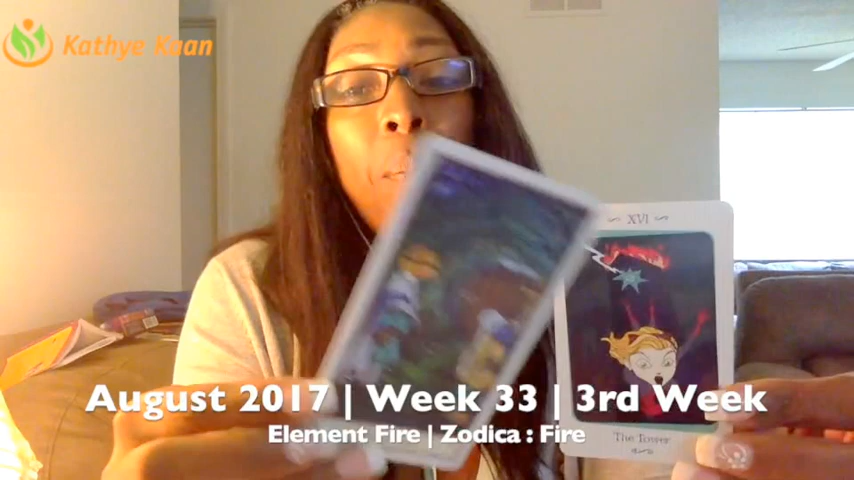 Kathye Kaan
XVI
August 2017 | Week 33 | 3rd Week
The Tower
Element Fire | Zodica : Fire